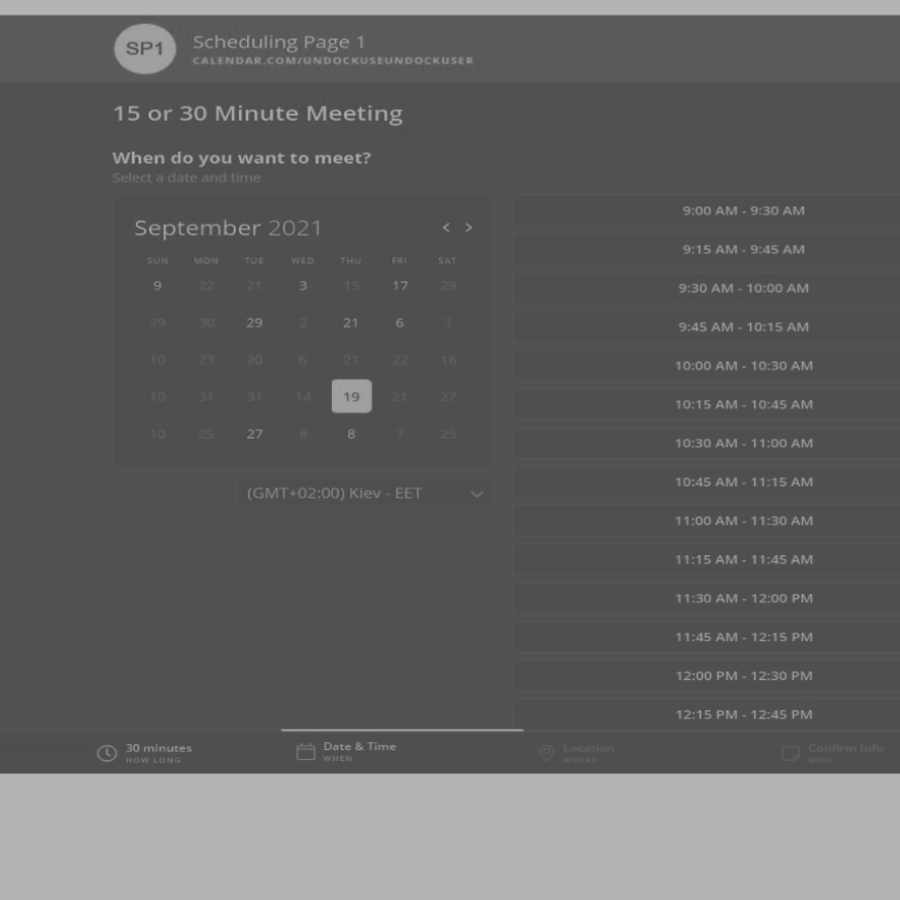 SP1
Scheduling Page 1
CALENDAR.COM/UNDOCKUSEUNDOCKUSER
15 or 30 Minute Meeting
When do you want to meet?
Select a date and time
September 2021
< >
SUN MON TUE WED THU FRI SAT
9 22 21 3 15 17 29
29 30 29 2 21 6 1
10 23 20 6 21 22 16
10 31 31 14 19 21 27
10 25 27 8 8 7 25
(GMT+02:00) Kiev - EET
9:00 AM - 9:30 AM
9:15 AM - 9:45 AM
9:30 AM - 10:00 AM
9:45 AM - 10:15 AM
10:00 AM - 10:30 AM
10:15 AM - 10:45 AM
10:30 AM - 11:00 AM
10:45 AM - 11:15 AM
11:00 AM - 11:30 AM
11:15 AM - 11:45 AM
11:30 AM - 12:00 PM
11:45 AM - 12:15 PM
12:00 PM - 12:30 PM
12:15 PM - 12:45 PM
30 minutes
HOW LONG
Date & Time
WHEN
Location
WHERE
Confirm Info
WHO